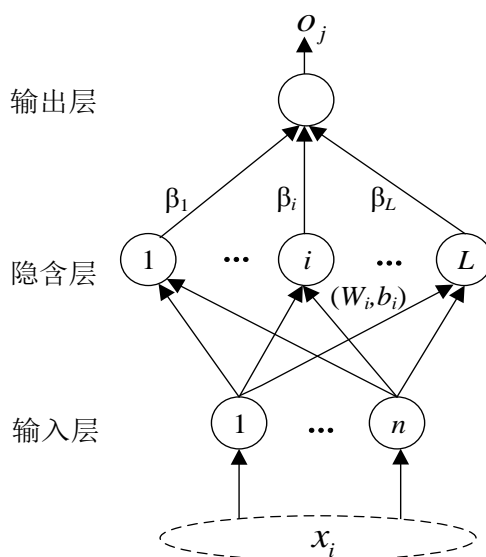 o_j
输出层
β_1 β_i β_L
隐含层 1 ... i ... L
(W_i,b_i)
输入层 1 ... n
x_i